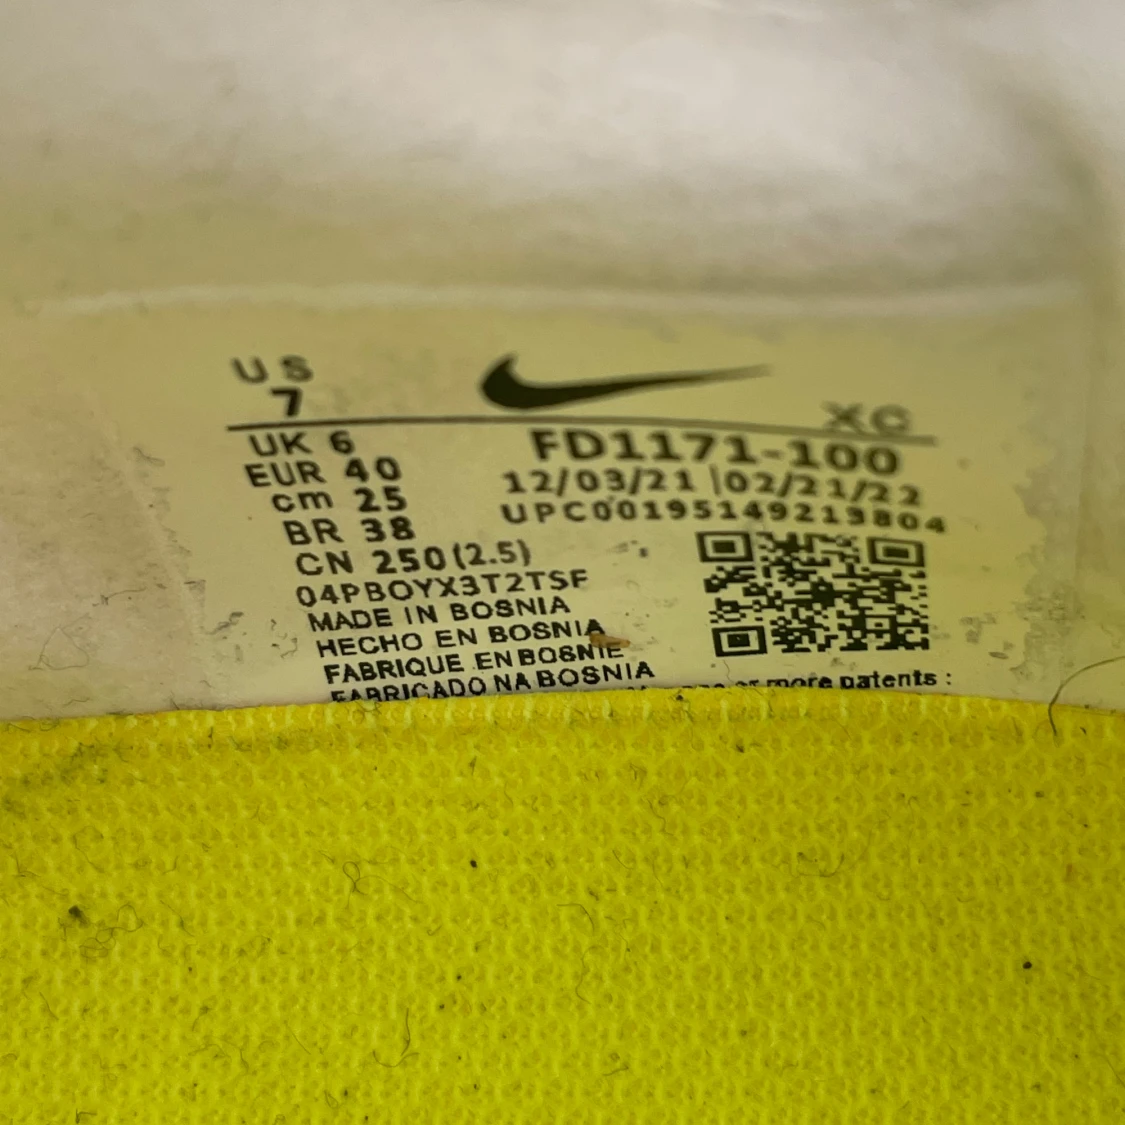 US
7
XC
UK 6
EUR 40
cm 25
BR 38
CN 250(2.5)
FD1171-100
12/03/21 |02/21/22
UPC00195149213804
04PBOYX3T2TSF
MADE IN BOSNIA
HECHO EN BOSNIA
FABRIQUE EN BOSNIE
FABRICADO NA BOSNIA
or more patents :